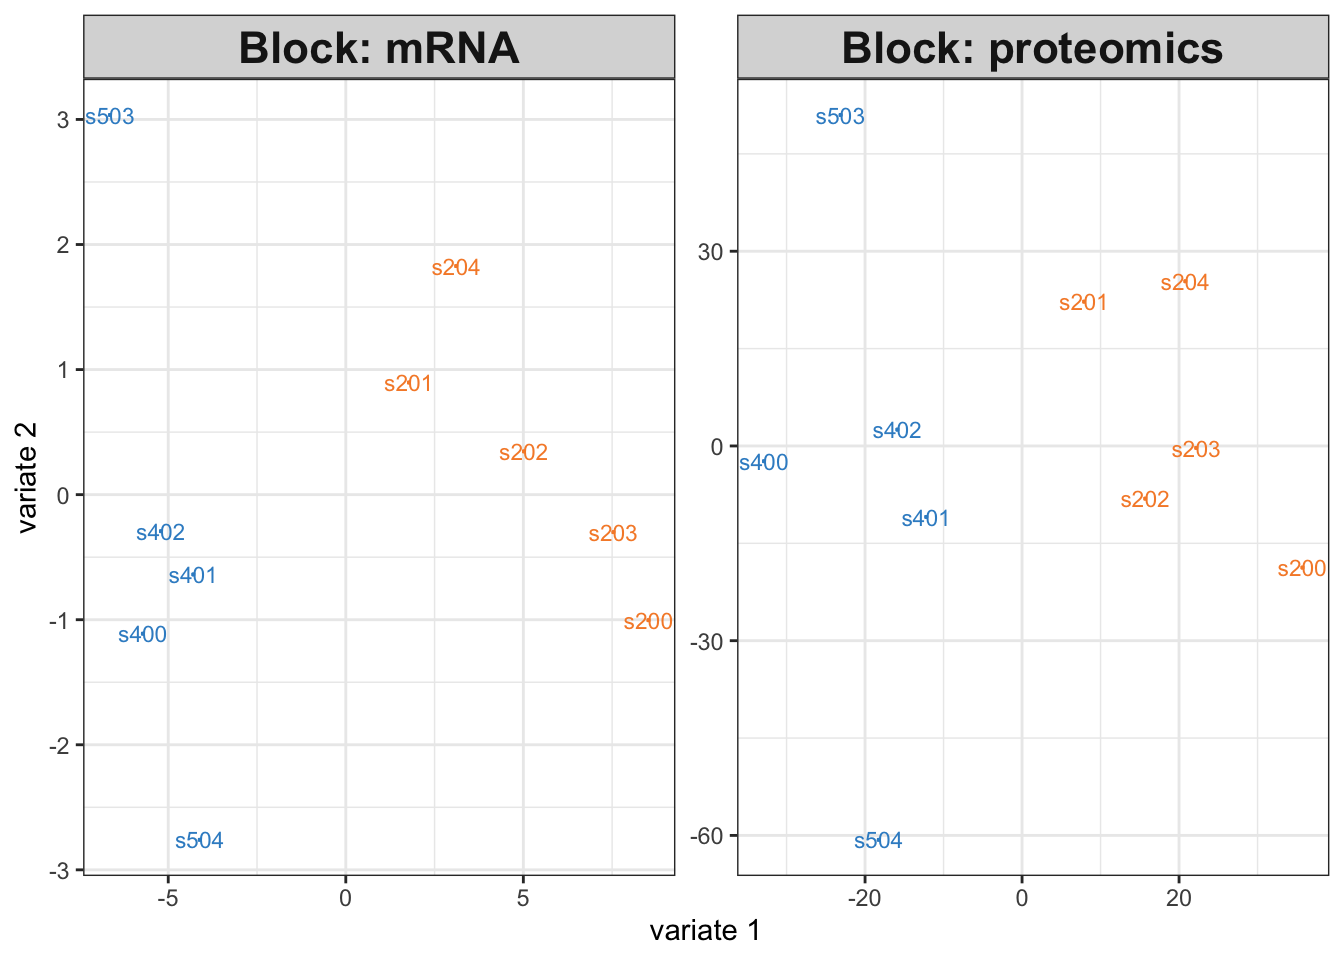 Block: mRNA
Block: proteomics
variate 2
3
2
1
0
-1
-2
-3
s503
s204
s201
s202
s402
s203
s401
s200
s400
s504
-5
0
5
30
0
-30
-60
s503
s204
s201
s402
s203
s400
s202
s401
s200
s504
-20
0
20
variate 1